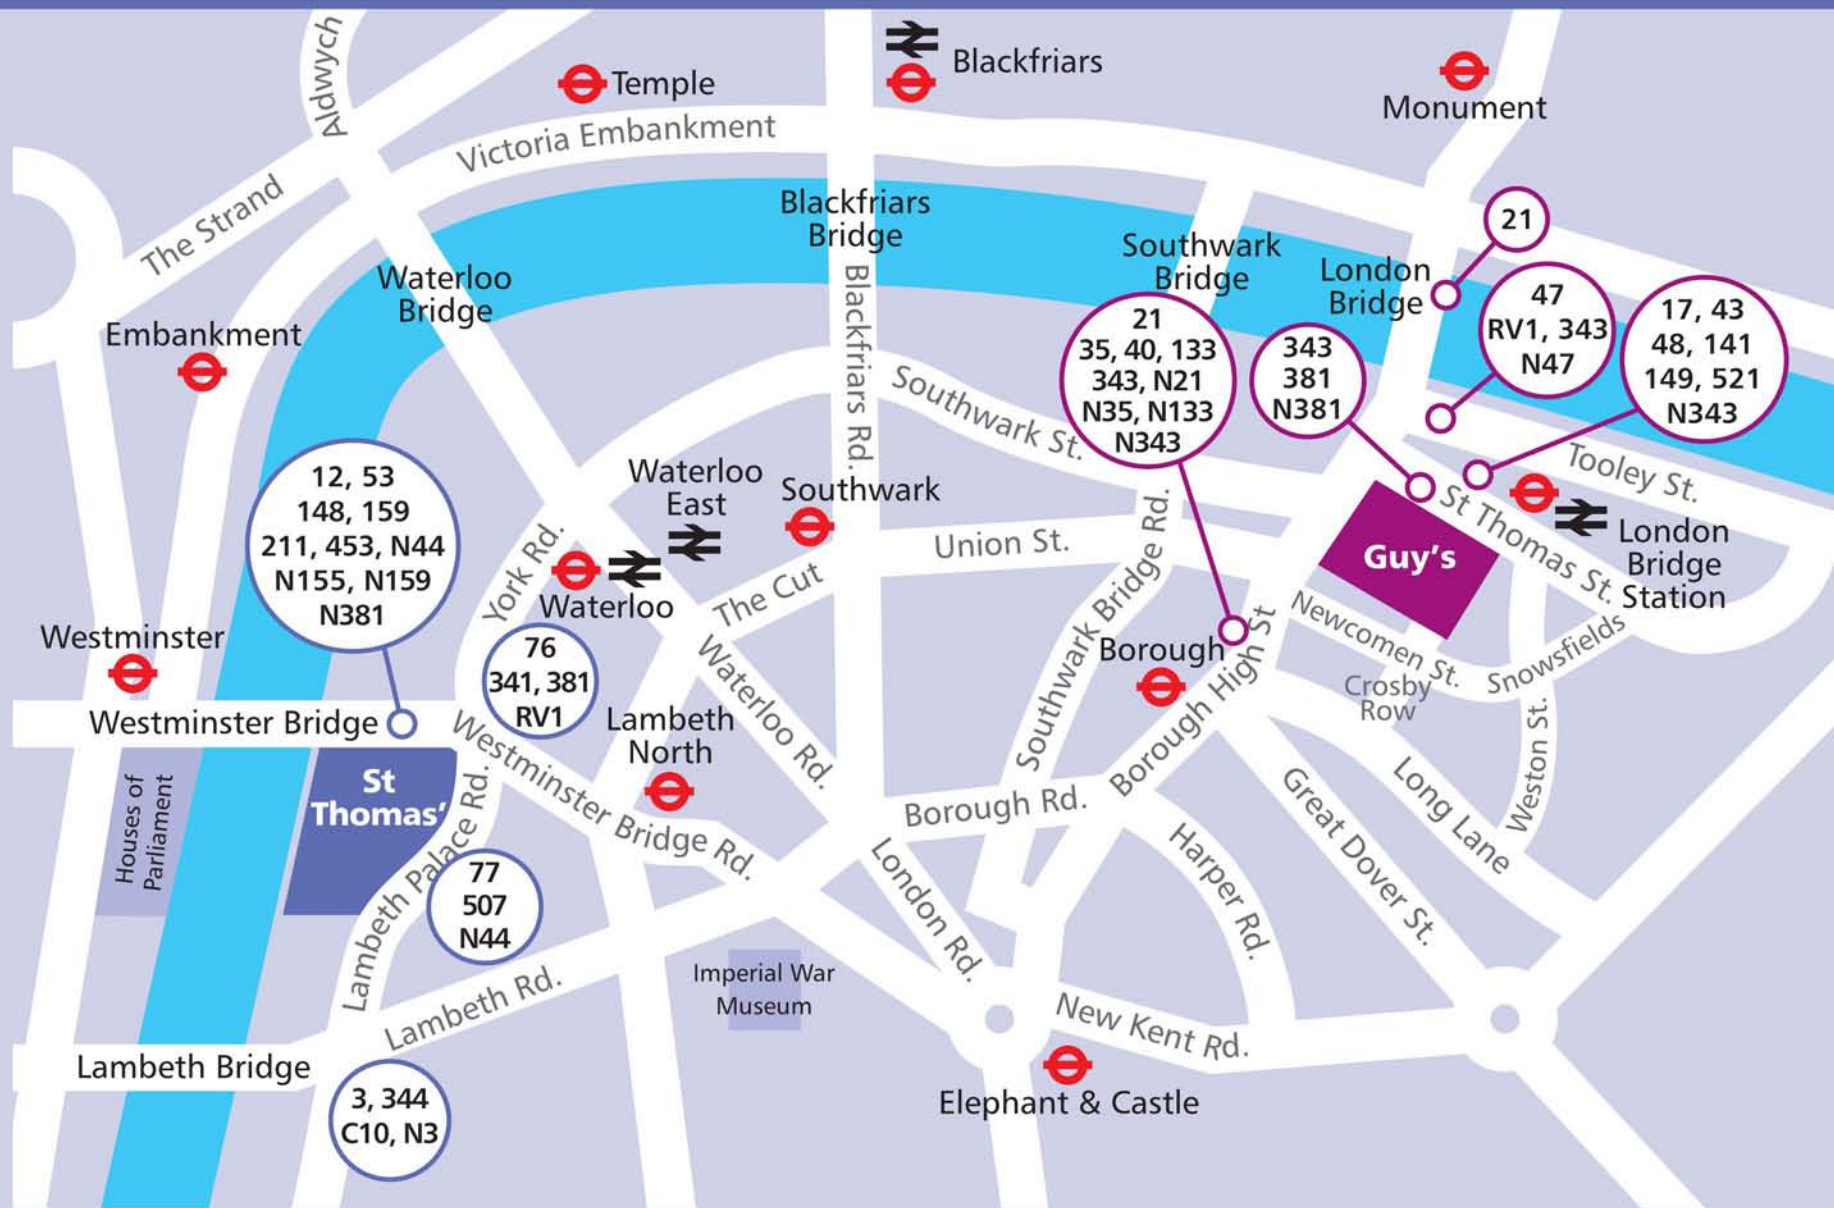 Aldwych
Temple
Blackfriars
Monument
Victoria Embankment
The Strand
Blackfriars
Bridge
21
Southwark
Bridge
London
Bridge
Waterloo
Bridge
Embankment
Blackfriars Rd.
47
RV1, 343
N47
17, 43
48, 141
149, 521
N343
21
35, 40, 133
343, N21
N35, N133
N343
343
381
N381
Southwark St.
Tooley St.
12, 53
148, 159
211, 453, N44
N155, N159
N381
Waterloo
East
Southwark
St Thomas St.
London
Bridge
Station
Guy's
York Rd.
Waterloo
The Cut
Union St.
Southwark Bridge Rd.
Newcomen St.
Snowsfields
Westminster
76
341, 381
RV1
Waterloo Rd.
Borough
Borough High St
Crosby
Row
Weston St.
Westminster Bridge
Westminster Bridge Rd.
Lambeth
North
Houses of
Parliament
St
Thomas'
Lambeth Palace Rd.
Borough Rd.
Long Lane
Great Dover St.
Harper Rd.
London Rd.
77
507
N44
Lambeth Rd.
Imperial War
Museum
New Kent Rd.
Lambeth Bridge
3, 344
C10, N3
Elephant & Castle